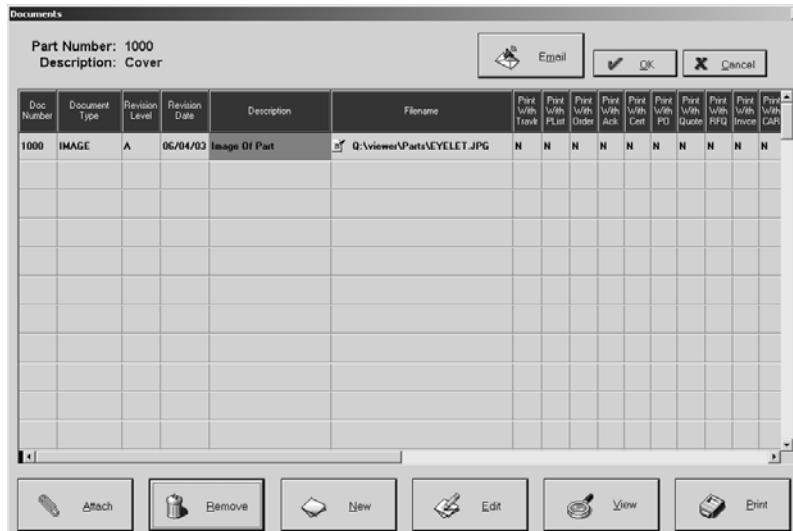 Documents
Part Number: 1000
Description: Cover
Email
OK
Cancel
Doc Number
Document Type
Revision Level
Revision Date
Description
Filename
Print With Travlr
Print With PList
Print With Order
Print With Ack
Print With Cert
Print With PO
Print With Quote
Print With RFQ
Print With Invce
Print With CAR
1000 IMAGE A 06/04/03 Image Of Part Q:\viewer\Parts\EYELET.JPG N N N N N N N N N N
Attach
Remove
New
Edit
View
Print